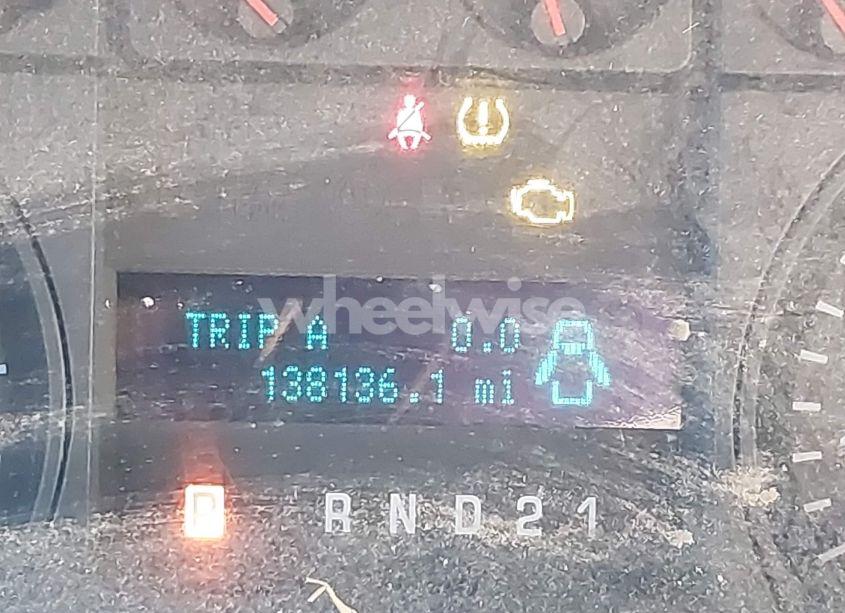 wheelwise
TRIP A 0.0
138136.1 mi
P R N D 2 1